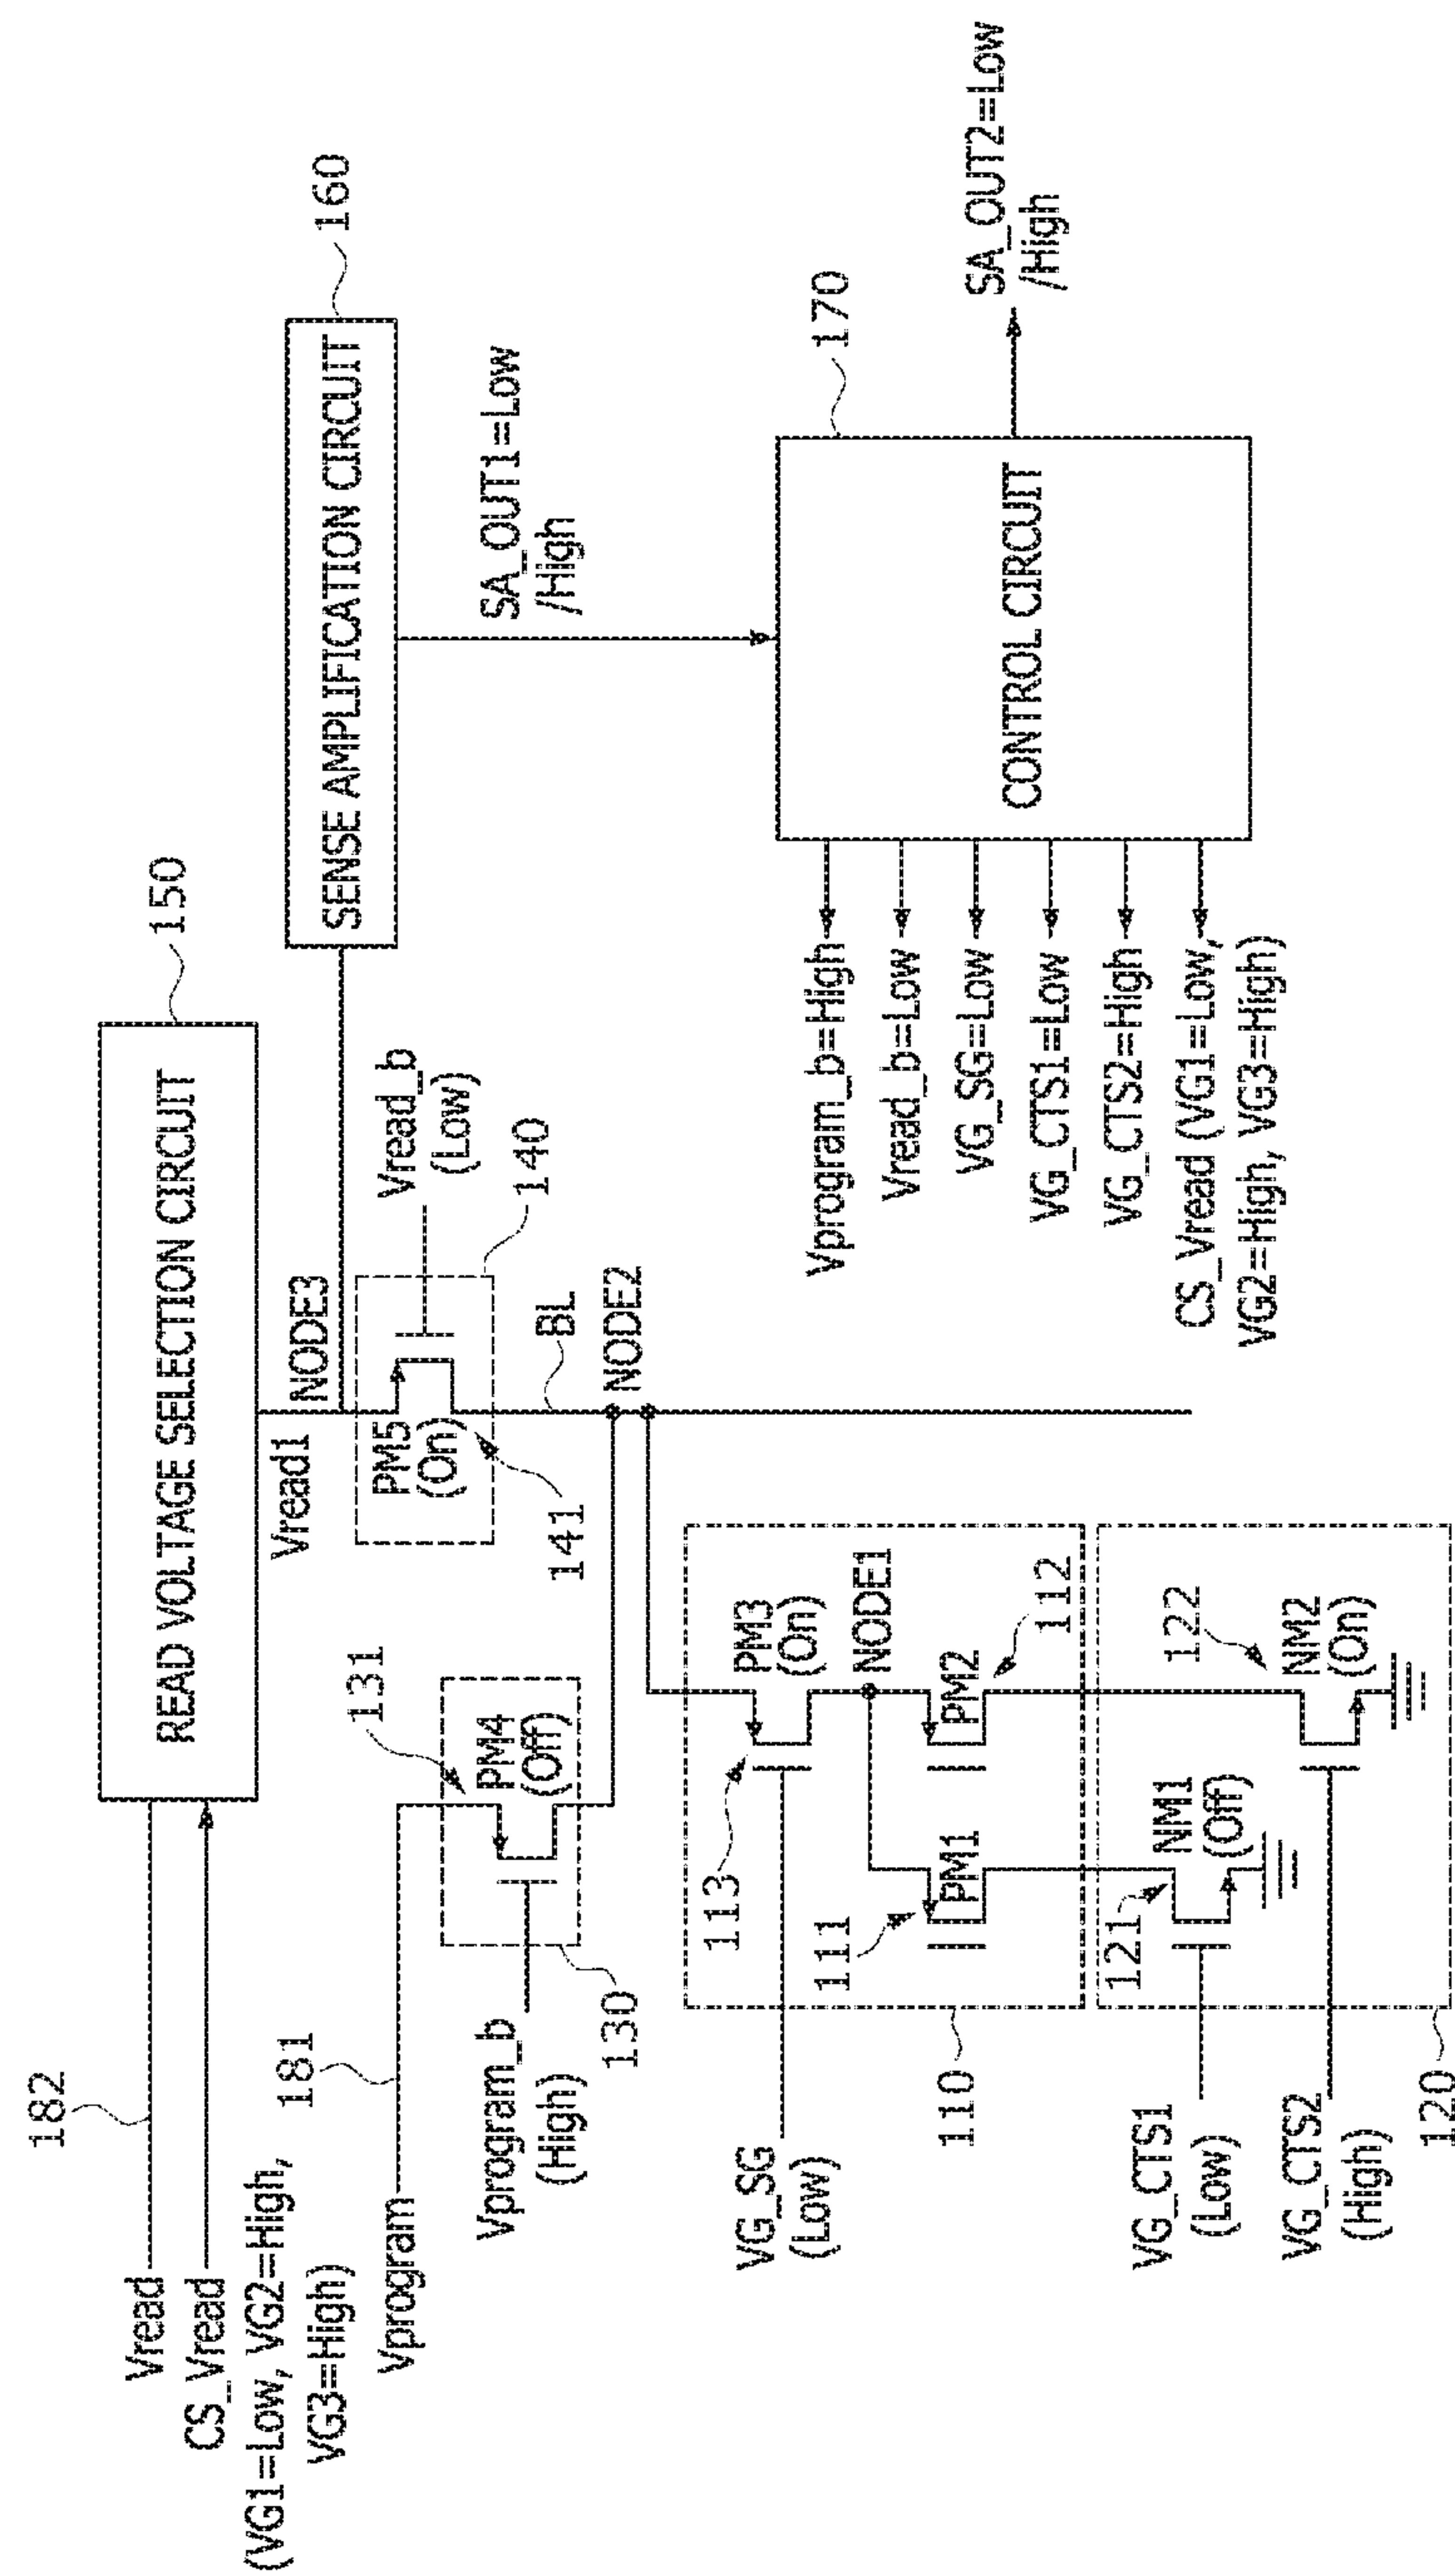 182
Vread
CS_Vread
(VG1=Low, VG2=High,
VG3=High)
READ VOLTAGE SELECTION CIRCUIT
150
Vread1
NODE3
SENSE AMPLIFICATION CIRCUIT
160
181
Vprogram
131
PM4
(Off)
Vprogram_b
(High)
130
PM5
(On)
141
Vread_b
(Low)
140
BL
NODE2
SA_OUT1=Low
/High
VG_SG
(Low)
113
PM3
(On)
NODE1
111
PM1
PM2
112
110
VG_CTS1
(Low)
121
NM1
(Off)
122
NM2
(On)
VG_CTS2
(High)
120
Vprogram_b=High
Vread_b=Low
VG_SG=Low
VG_CTS1=Low
VG_CTS2=High
CS_Vread (VG1=Low,
VG2=High, VG3=High)
CONTROL CIRCUIT
170
SA_OUT2=Low
/High